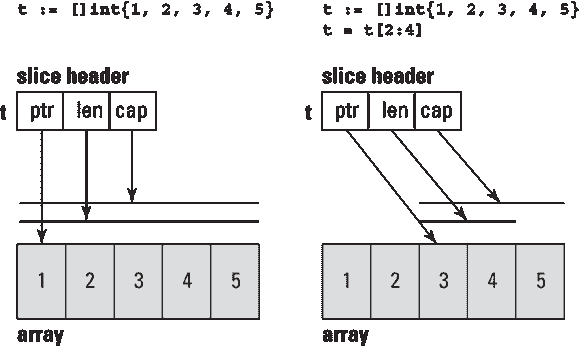 t := []int{1, 2, 3, 4, 5}
slice header
t ptr len cap
1 2 3 4 5
array
t := []int{1, 2, 3, 4, 5}
t = t[2:4]
slice header
t ptr len cap
1 2 3 4 5
array